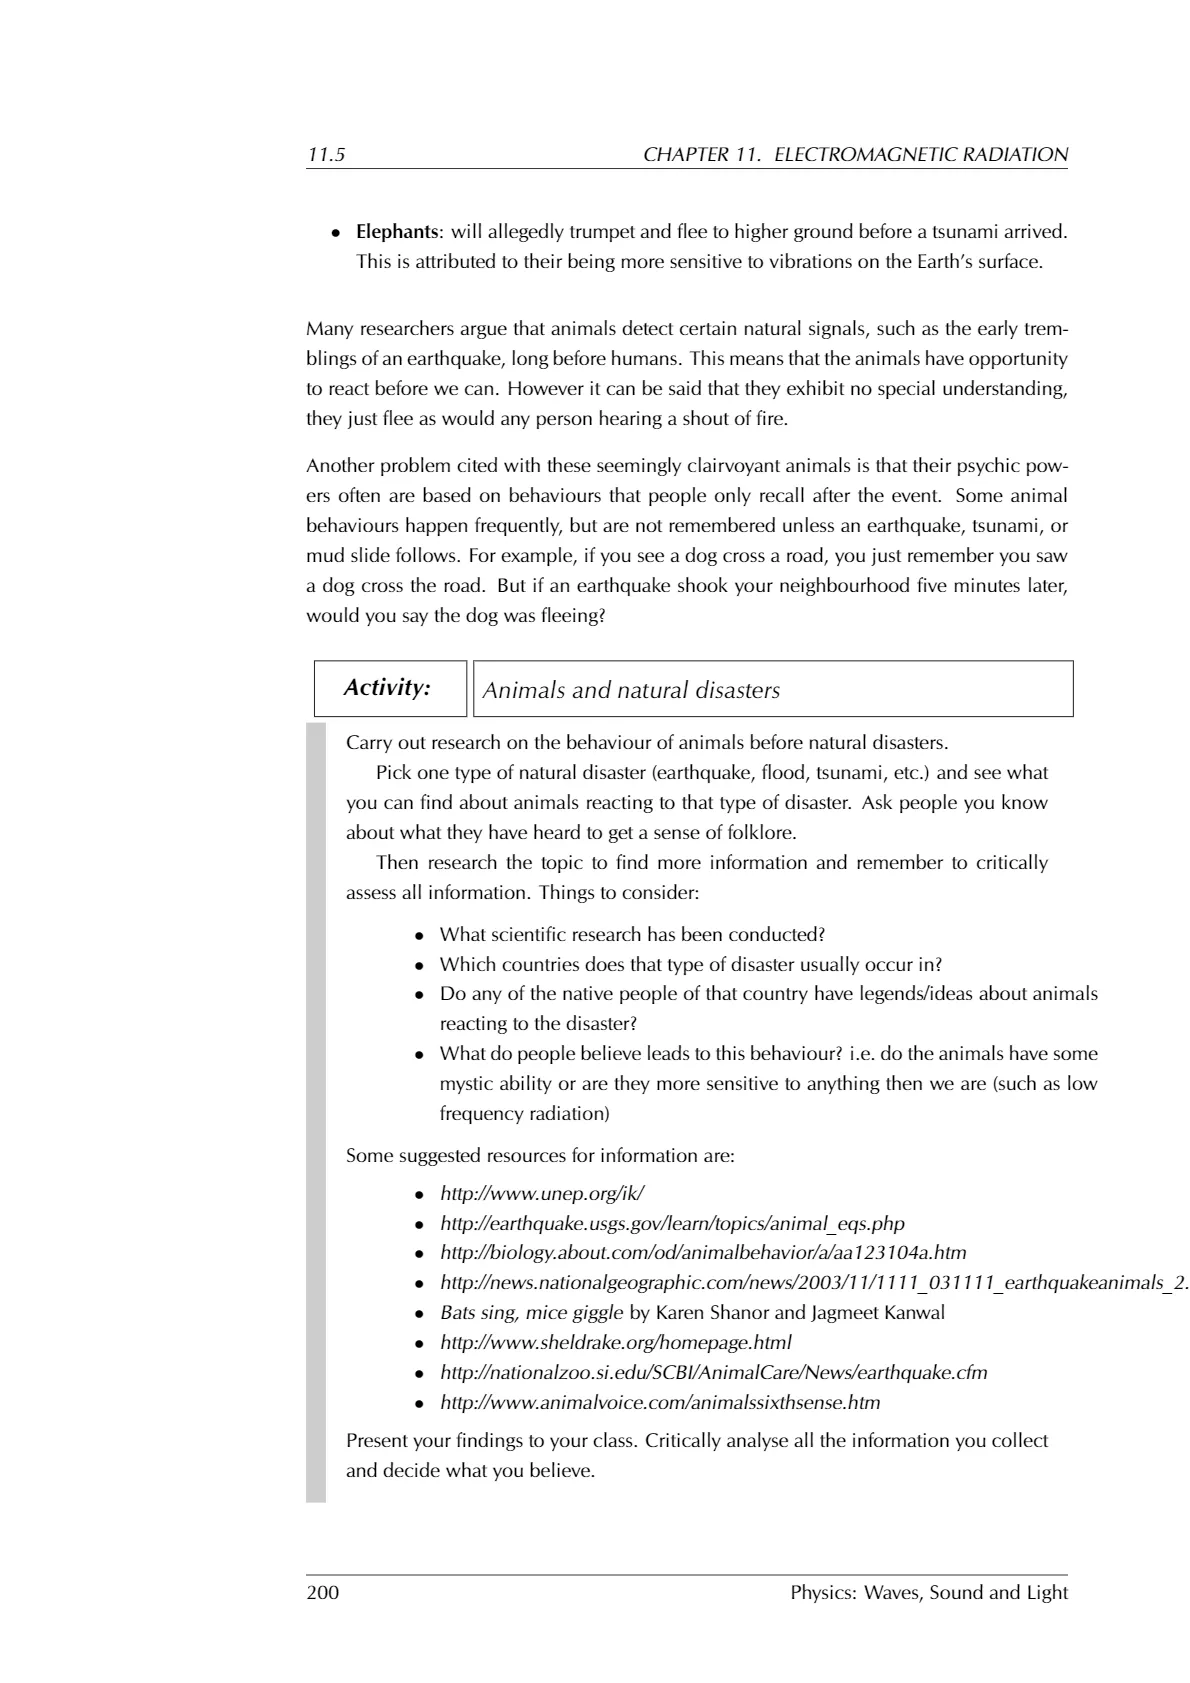 11.5 CHAPTER 11. ELECTROMAGNETIC RADIATION
• Elephants: will allegedly trumpet and flee to higher ground before a tsunami arrived.
This is attributed to their being more sensitive to vibrations on the Earth's surface.
Many researchers argue that animals detect certain natural signals, such as the early trem-
blings of an earthquake, long before humans. This means that the animals have opportunity
to react before we can. However it can be said that they exhibit no special understanding,
they just flee as would any person hearing a shout of fire.
Another problem cited with these seemingly clairvoyant animals is that their psychic pow-
ers often are based on behaviours that people only recall after the event. Some animal
behaviours happen frequently, but are not remembered unless an earthquake, tsunami, or
mud slide follows. For example, if you see a dog cross a road, you just remember you saw
a dog cross the road. But if an earthquake shook your neighbourhood five minutes later,
would you say the dog was fleeing?
Activity: Animals and natural disasters
Carry out research on the behaviour of animals before natural disasters.
Pick one type of natural disaster (earthquake, flood, tsunami, etc.) and see what
you can find about animals reacting to that type of disaster. Ask people you know
about what they have heard to get a sense of folklore.
Then research the topic to find more information and remember to critically
assess all information. Things to consider:
• What scientific research has been conducted?
• Which countries does that type of disaster usually occur in?
• Do any of the native people of that country have legends/ideas about animals
reacting to the disaster?
• What do people believe leads to this behaviour? i.e. do the animals have some
mystic ability or are they more sensitive to anything then we are (such as low
frequency radiation)
Some suggested resources for information are:
• http://www.unep.org/ik/
• http://earthquake.usgs.gov/learn/topics/animal_eqs.php
• http://biology.about.com/od/animalbehavior/a/aa123104a.htm
• http://news.nationalgeographic.com/news/2003/11/1111_031111_earthquakeanimals_2.
• Bats sing, mice giggle by Karen Shanor and Jagmeet Kanwal
• http://www.sheldrake.org/homepage.html
• http://nationalzoo.si.edu/SCBI/AnimalCare/News/earthquake.cfm
• http://www.animalvoice.com/animalssixthsense.htm
Present your findings to your class. Critically analyse all the information you collect
and decide what you believe.
200 Physics: Waves, Sound and Light